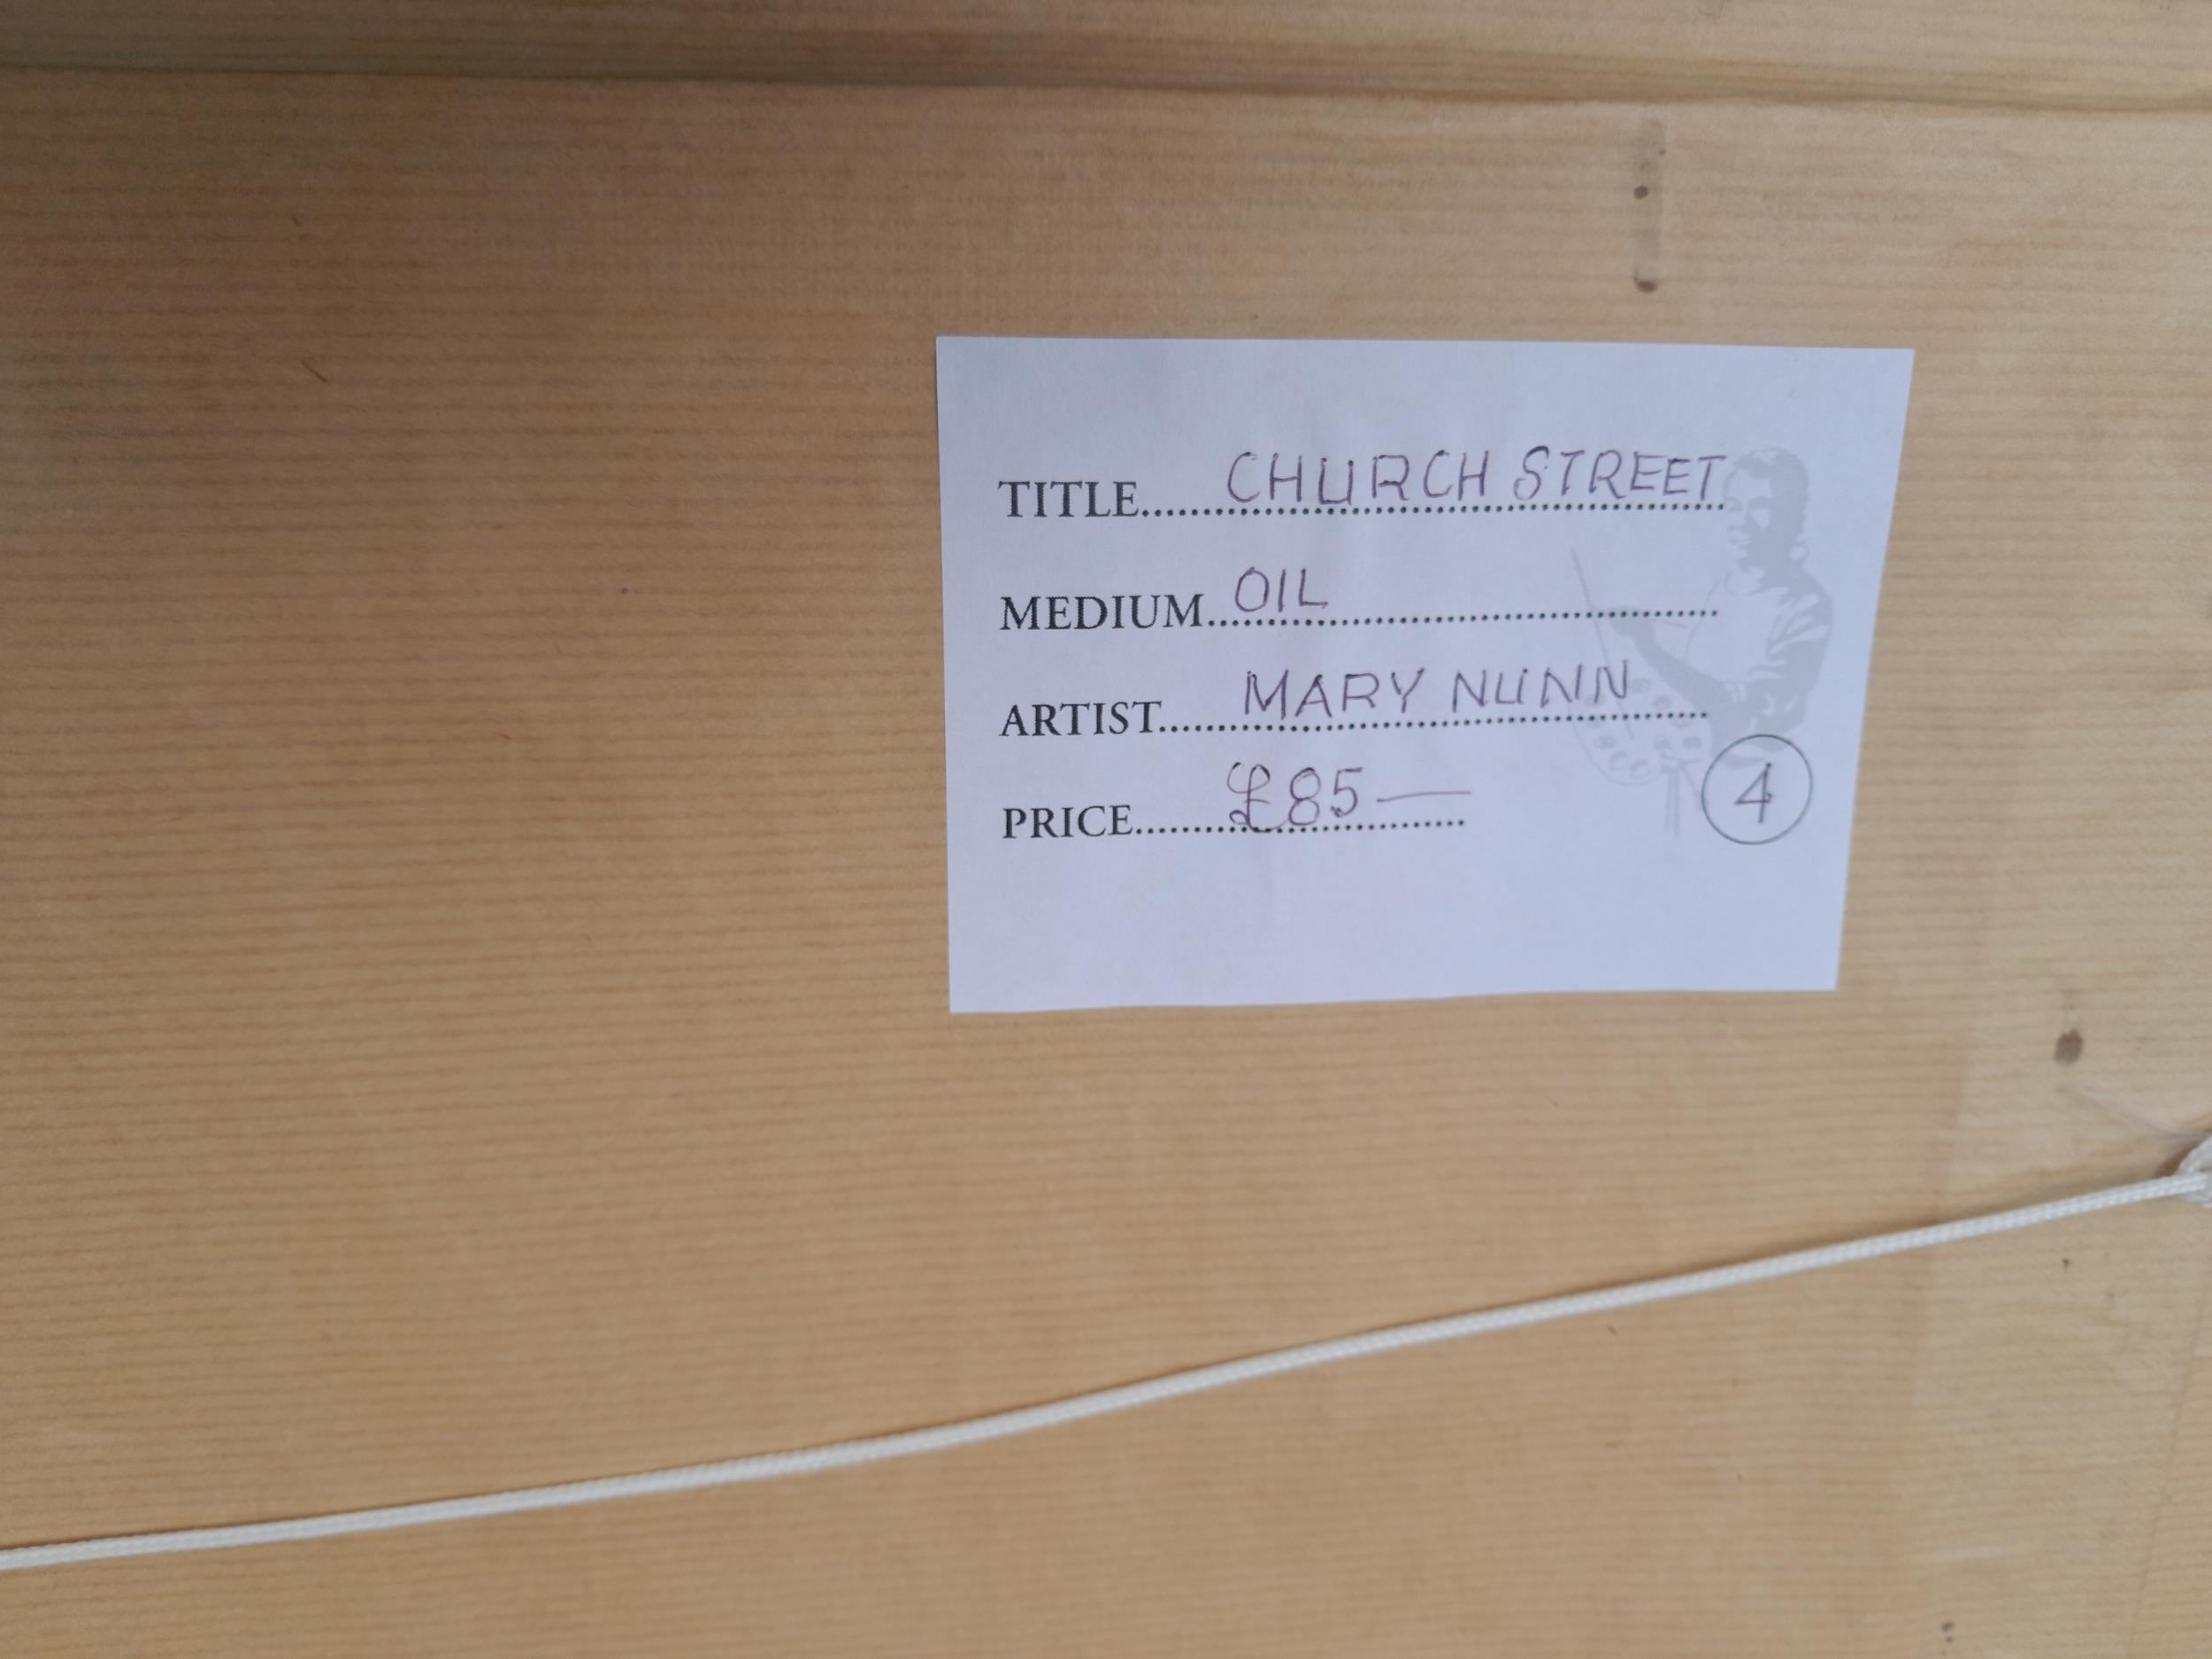 TITLE........CHURCH STREET
MEDIUM..OIL........................
ARTIST........MARY NUNN
PRICE........£85—
4